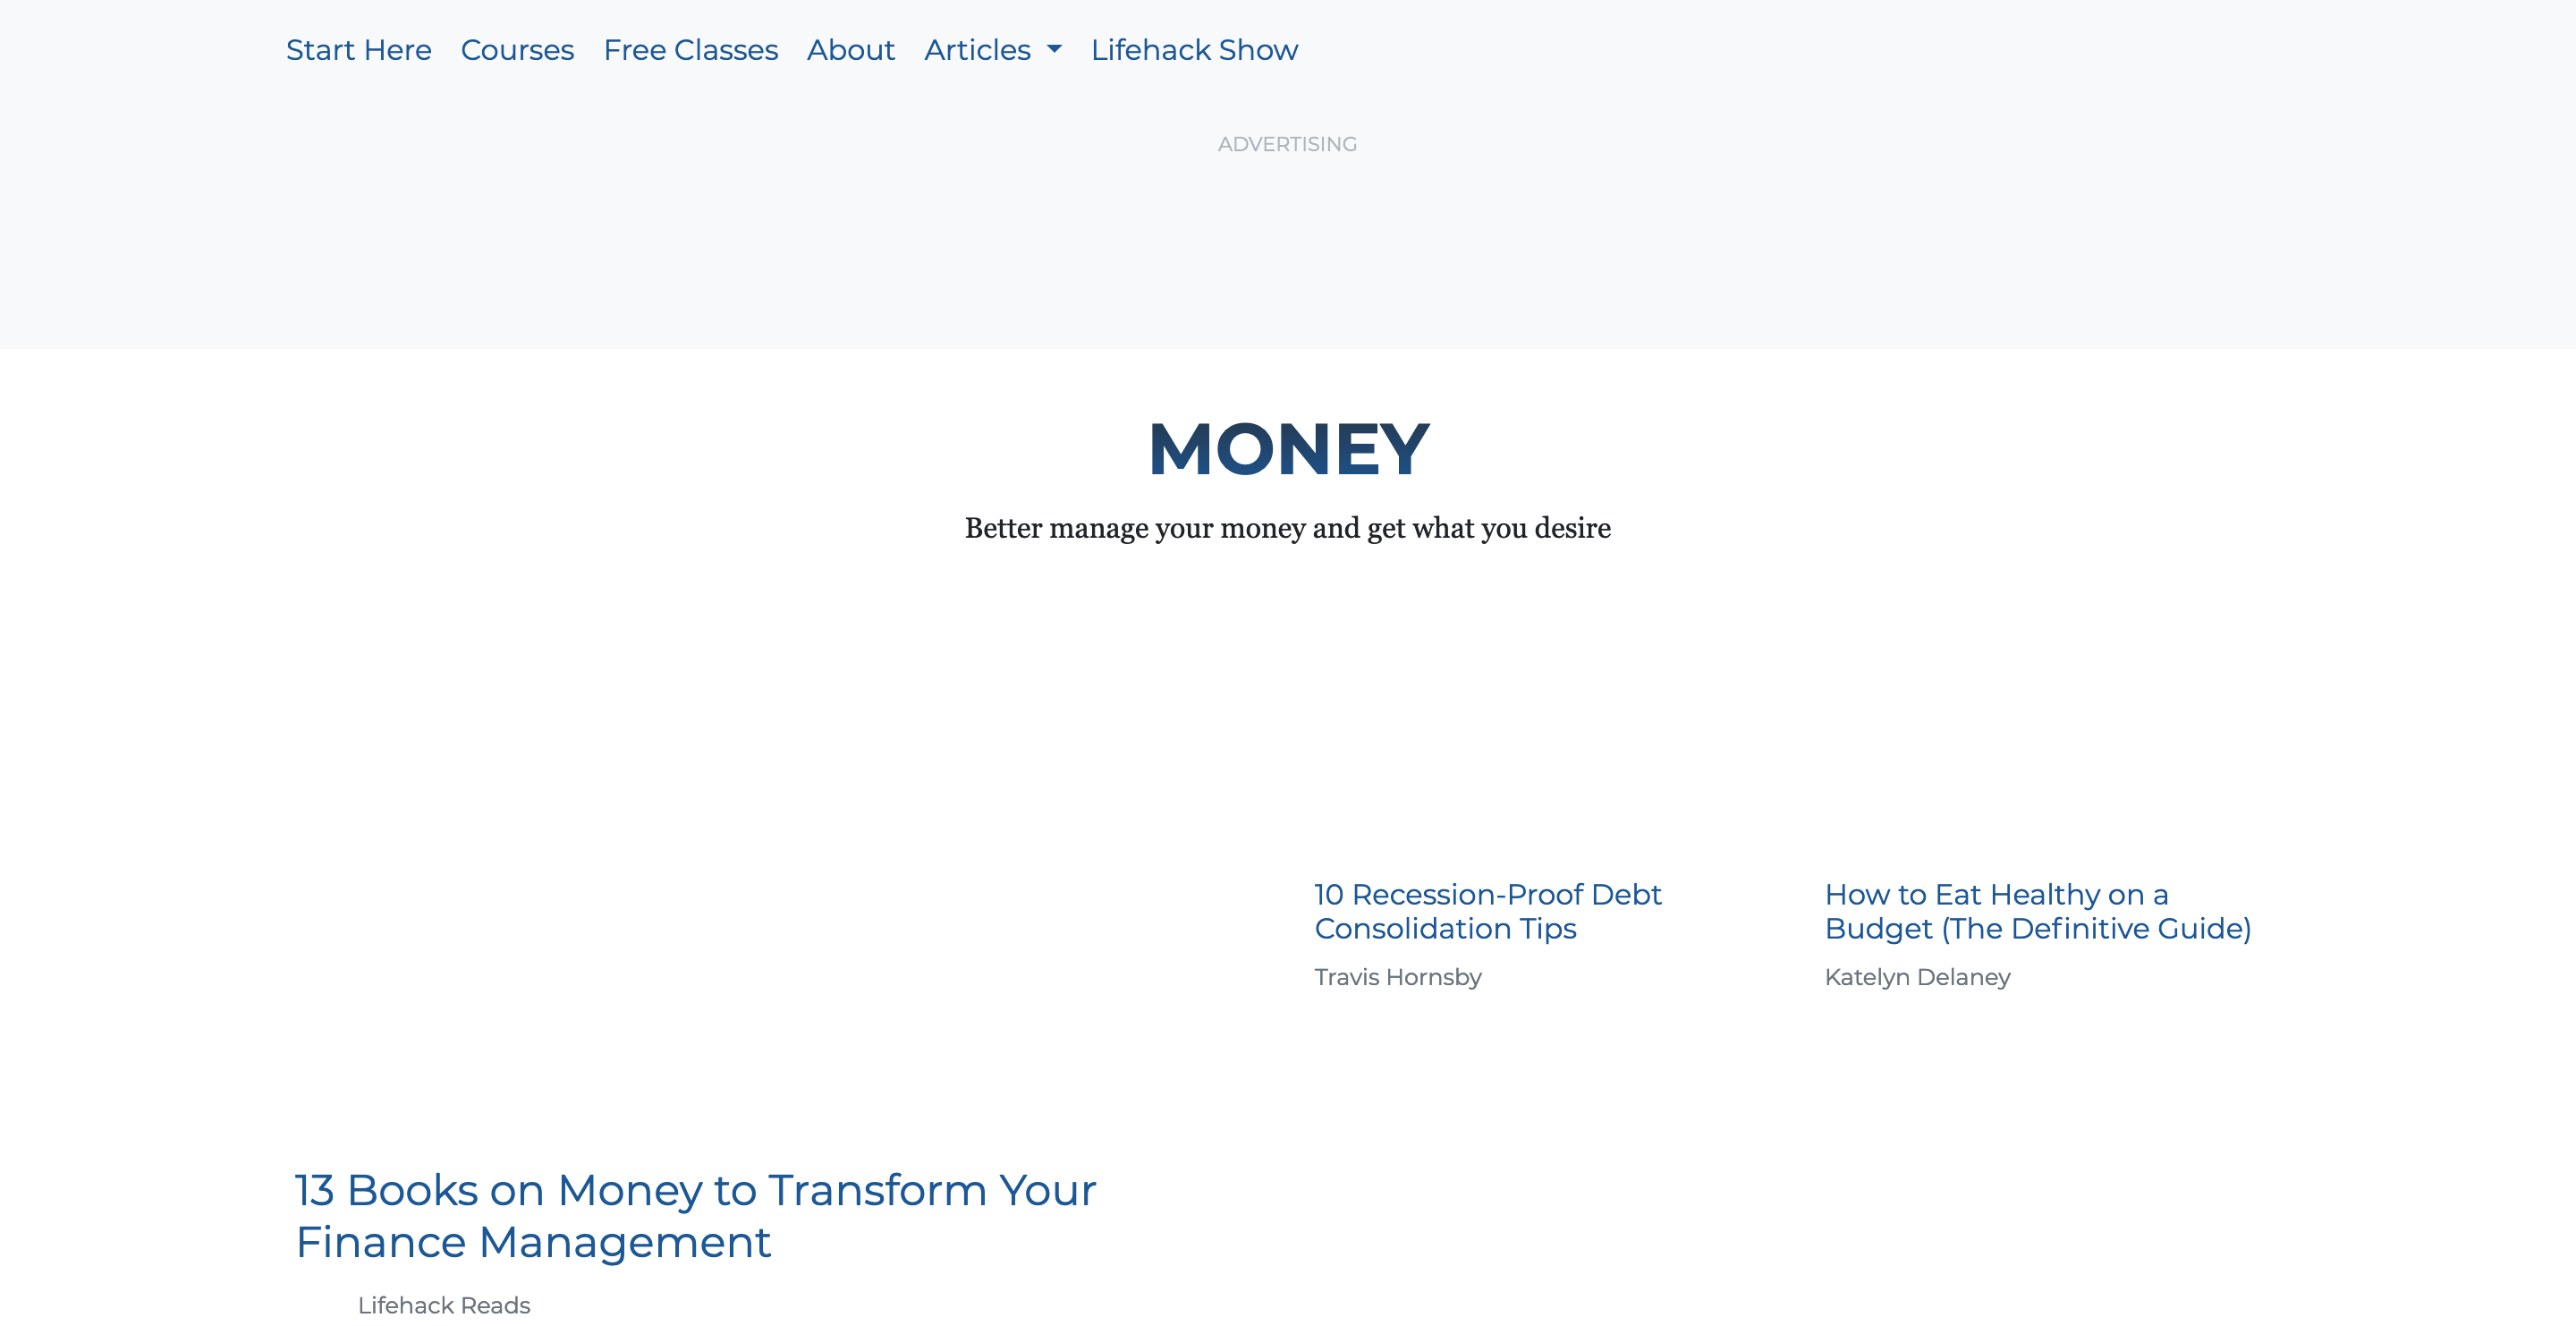 Start Here Courses Free Classes About Articles Lifehack Show
ADVERTISING
MONEY
Better manage your money and get what you desire
13 Books on Money to Transform Your
Finance Management
Lifehack Reads
10 Recession-Proof Debt
Consolidation Tips
Travis Hornsby
How to Eat Healthy on a
Budget (The Definitive Guide)
Katelyn Delaney